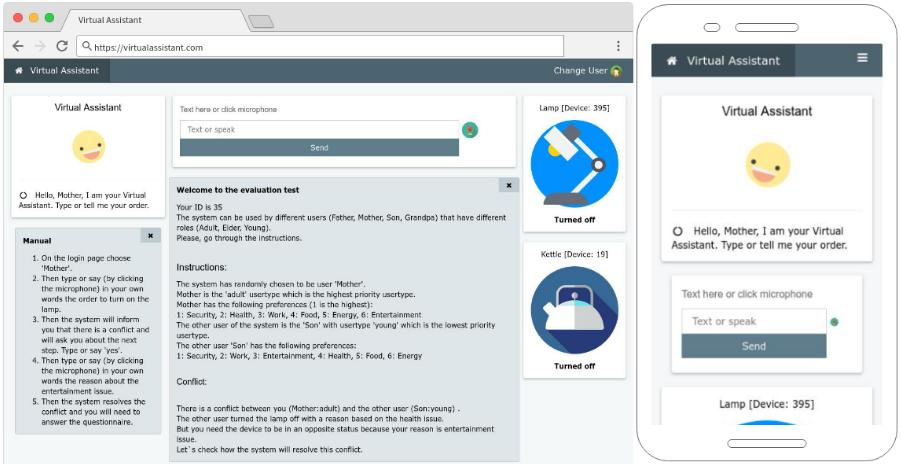 Virtual Assistant
https://virtualassistant.com
Virtual Assistant
Change User
Virtual Assistant
Hello, Mother, I am your Virtual
Assistant. Type or tell me your order.
Manual
1. On the login page choose
'Mother'.
2. Then type or say (by clicking
the microphone) in your own
words the order to turn on the
lamp.
3. Then the system will inform
you that there is a conflict and
will ask you about the next
step. Type or say 'yes'.
4. Then type or say (by clicking
the microphone) in your own
words the reason about the
entertainment issue.
5. Then the system resolves the
conflict and you will need to
answer the questionnaire.
Text here or click microphone
Text or speak
Send
Welcome to the evaluation test
Your ID is 35
The system can be used by different users (Father, Mother, Son, Grandpa) that have different
roles (Adult, Elder, Young).
Please, go through the instructions.
Instructions:
The system has randomly chosen to be user 'Mother'.
Mother is the 'adult' usertype which is the highest priority usertype.
Mother has the following preferences (1 is the highest):
1: Security, 2: Health, 3: Work, 4: Food, 5: Energy, 6: Entertainment
The other user of the system is the 'Son' with usertype 'young' which is the lowest priority
usertype.
The other user 'Son' has the following preferences:
1: Security, 2: Work, 3: Entertainment, 4: Health, 5: Food, 6: Energy
Conflict:
There is a conflict between you (Mother:adult) and the other user (Son:young) .
The other user turned the lamp off with a reason based on the health issue.
But you need the device to be in an opposite status because your reason is entertainment
issue.
Let`s check how the system will resolve this conflict.
Lamp [Device: 395]
Turned off
Kettle [Device: 19]
Turned off
Virtual Assistant
Virtual Assistant
Hello, Mother, I am your Virtual
Assistant. Type or tell me your order.
Text here or click microphone
Text or speak
Send
Lamp [Device: 395]